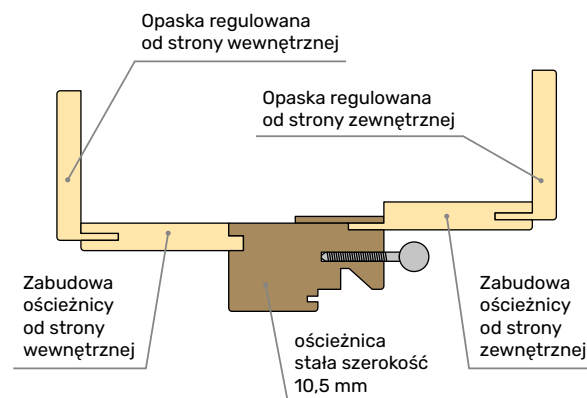 Opaska regulowana
od strony wewnętrznej
Opaska regulowana
od strony zewnętrznej
Zabudowa
ościeżnicy
od strony
wewnętrznej
ościeżnica
stała szerokość
10,5 mm
Zabudowa
ościeżnicy
od strony
zewnętrznej